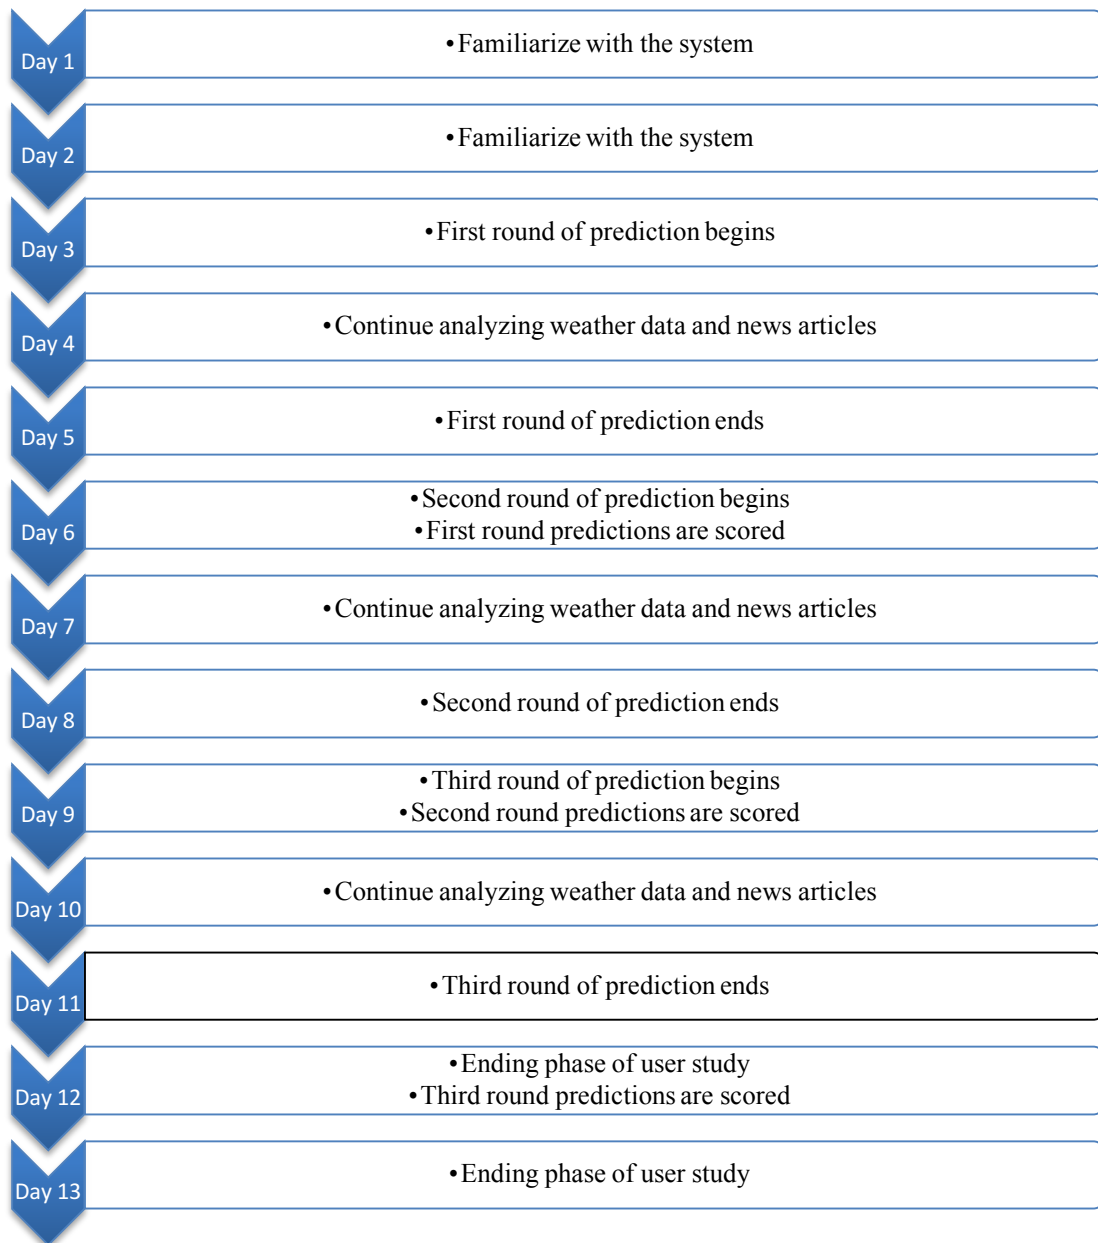 Day 1
•Familiarize with the system
Day 2
•Familiarize with the system
Day 3
•First round of prediction begins
Day 4
•Continue analyzing weather data and news articles
Day 5
•First round of prediction ends
Day 6
•Second round of prediction begins
•First round predictions are scored
Day 7
•Continue analyzing weather data and news articles
Day 8
•Second round of prediction ends
Day 9
•Third round of prediction begins
•Second round predictions are scored
Day 10
•Continue analyzing weather data and news articles
Day 11
•Third round of prediction ends
Day 12
•Ending phase of user study
•Third round predictions are scored
Day 13
•Ending phase of user study